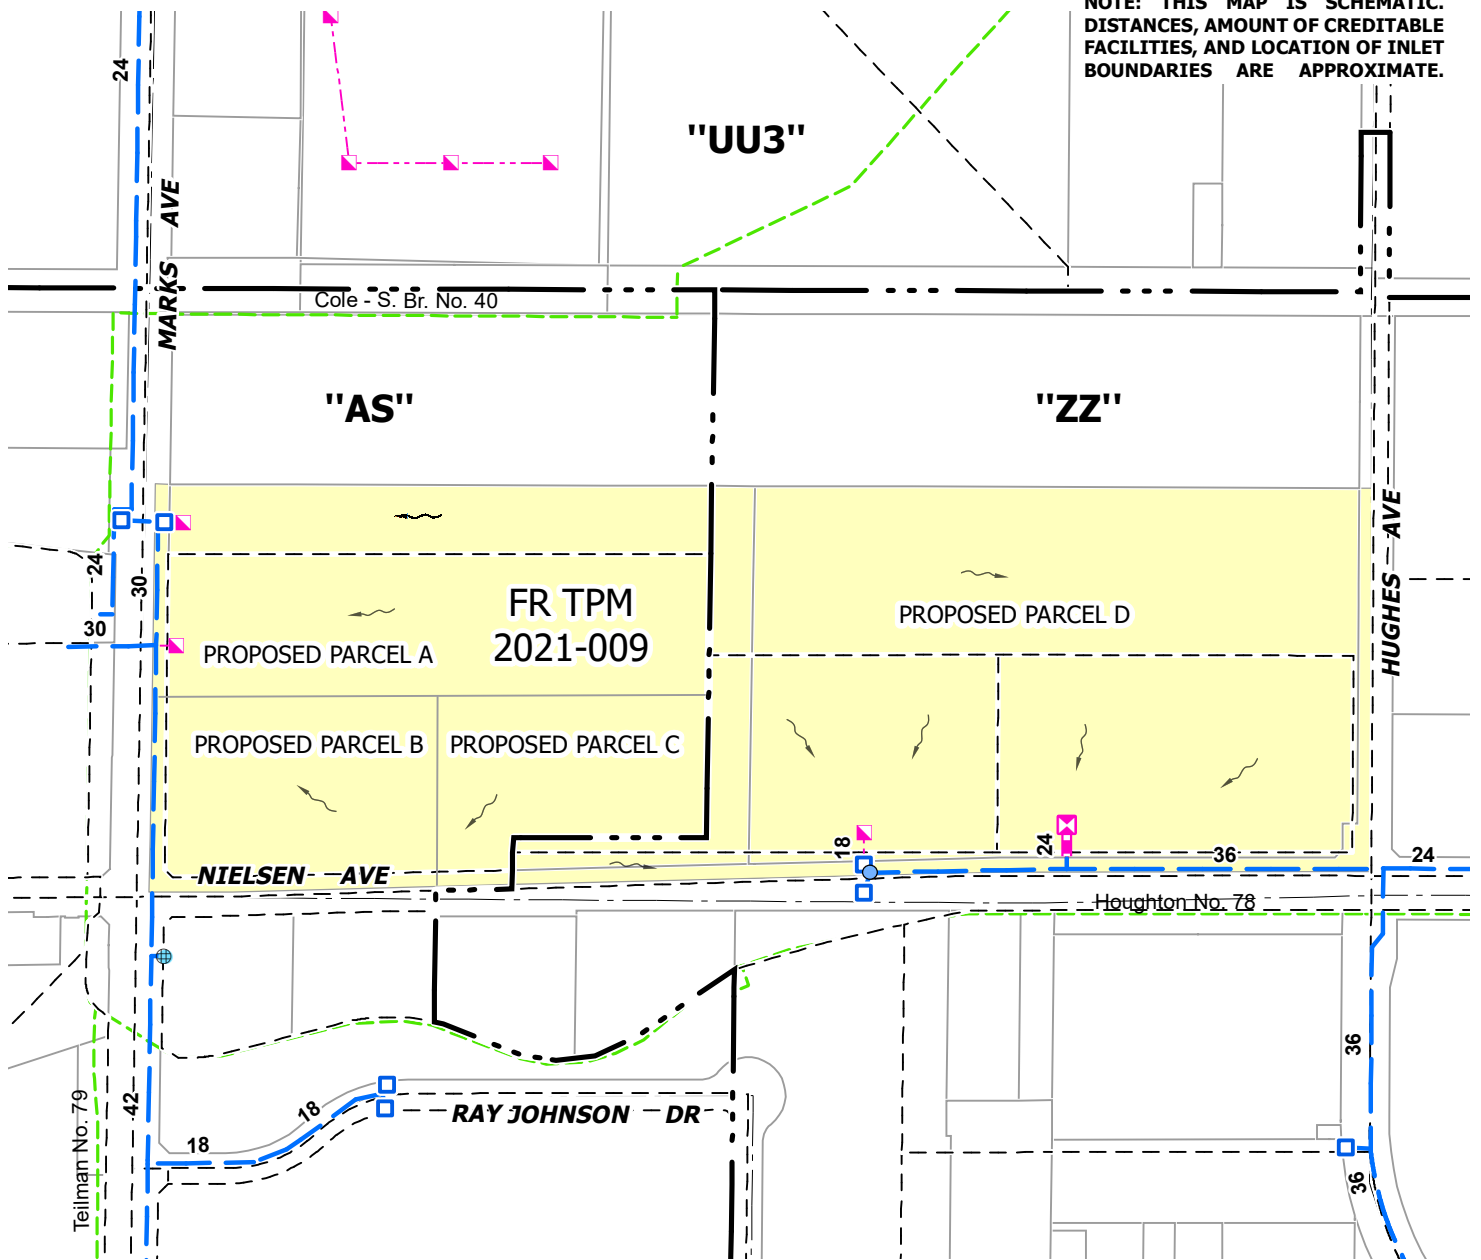 NOTE: THIS MAP IS SCHEMATIC.
DISTANCES, AMOUNT OF CREDITABLE
FACILITIES, AND LOCATION OF INLET
BOUNDARIES ARE APPROXIMATE.
24
"UU3"
MARKS AVE
Cole - S. Br. No. 40
"AS"
"ZZ"
HUGHES AVE
24
30
30
FR TPM
2021-009
PROPOSED PARCEL A
PROPOSED PARCEL D
PROPOSED PARCEL B
PROPOSED PARCEL C
18
24
36
24
NIELSEN AVE
Houghton No. 78
36
Teilman No. 79
42
18
18
RAY JOHNSON DR
36